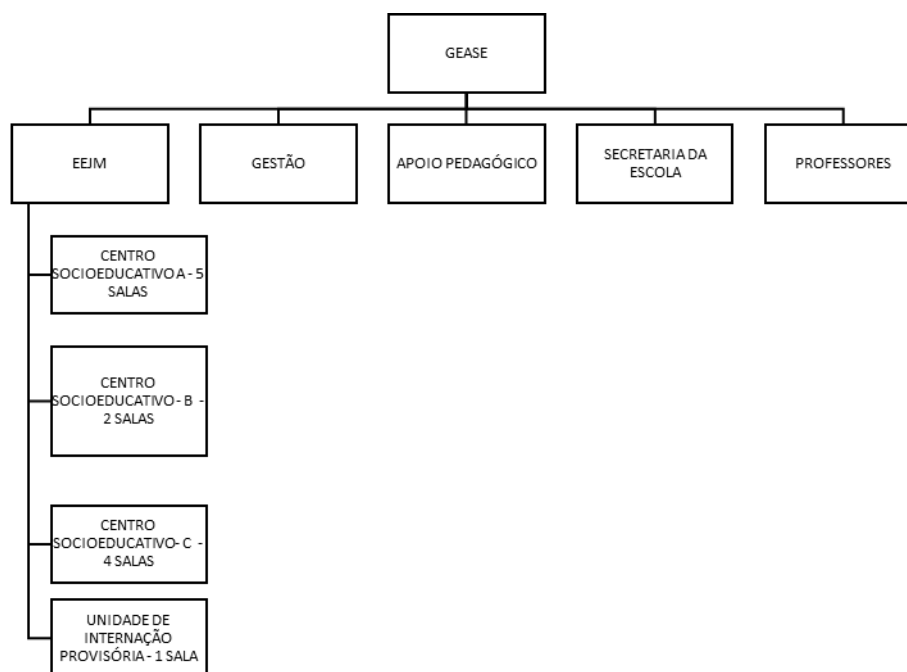 GEASE
EEJM
GESTÃO
APOIO PEDAGÓGICO
SECRETARIA DA
ESCOLA
PROFESSORES
CENTRO
SOCIOEDUCATIVO A - 5
SALAS
CENTRO
SOCIOEDUCATIVO - B -
2 SALAS
CENTRO
SOCIOEDUCATIVO- C -
4 SALAS
UNIDADE DE
INTERNAÇÃO
PROVISÓRIA - 1 SALA